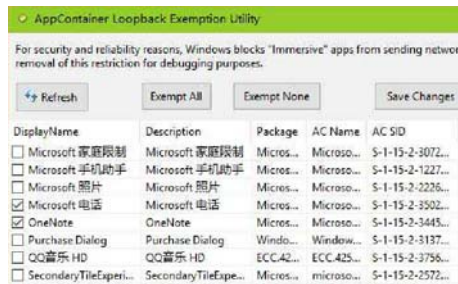 AppContainer Loopback Exemption Utility
For security and reliability reasons, Windows blocks "Immersive" apps from sending networ
removal of this restriction for debugging purposes.
Refresh Exempt All Exempt None Save Changes
DisplayName Description Package AC Name AC SID
Microsoft 家庭限制 Microsoft 家庭限制 Micros... Microso... S-1-15-2-3072...
Microsoft 手机助手 Microsoft 手机助手 Micros... Microso... S-1-15-2-1227...
Microsoft 照片 Microsoft 照片 Micros... Microso... S-1-15-2-2226...
Microsoft 电话 Microsoft 电话 Micros... Microso... S-1-15-2-3502...
OneNote OneNote Micros... Microso... S-1-15-2-3445...
Purchase Dialog Purchase Dialog Windo... Window... S-1-15-2-3137...
QQ音乐 HD QQ音乐 HD ECC.42... ECC.425... S-1-15-2-3756...
SecondaryTileExperi... SecondaryTileExpe... Micros... microso... S-1-15-2-2572...